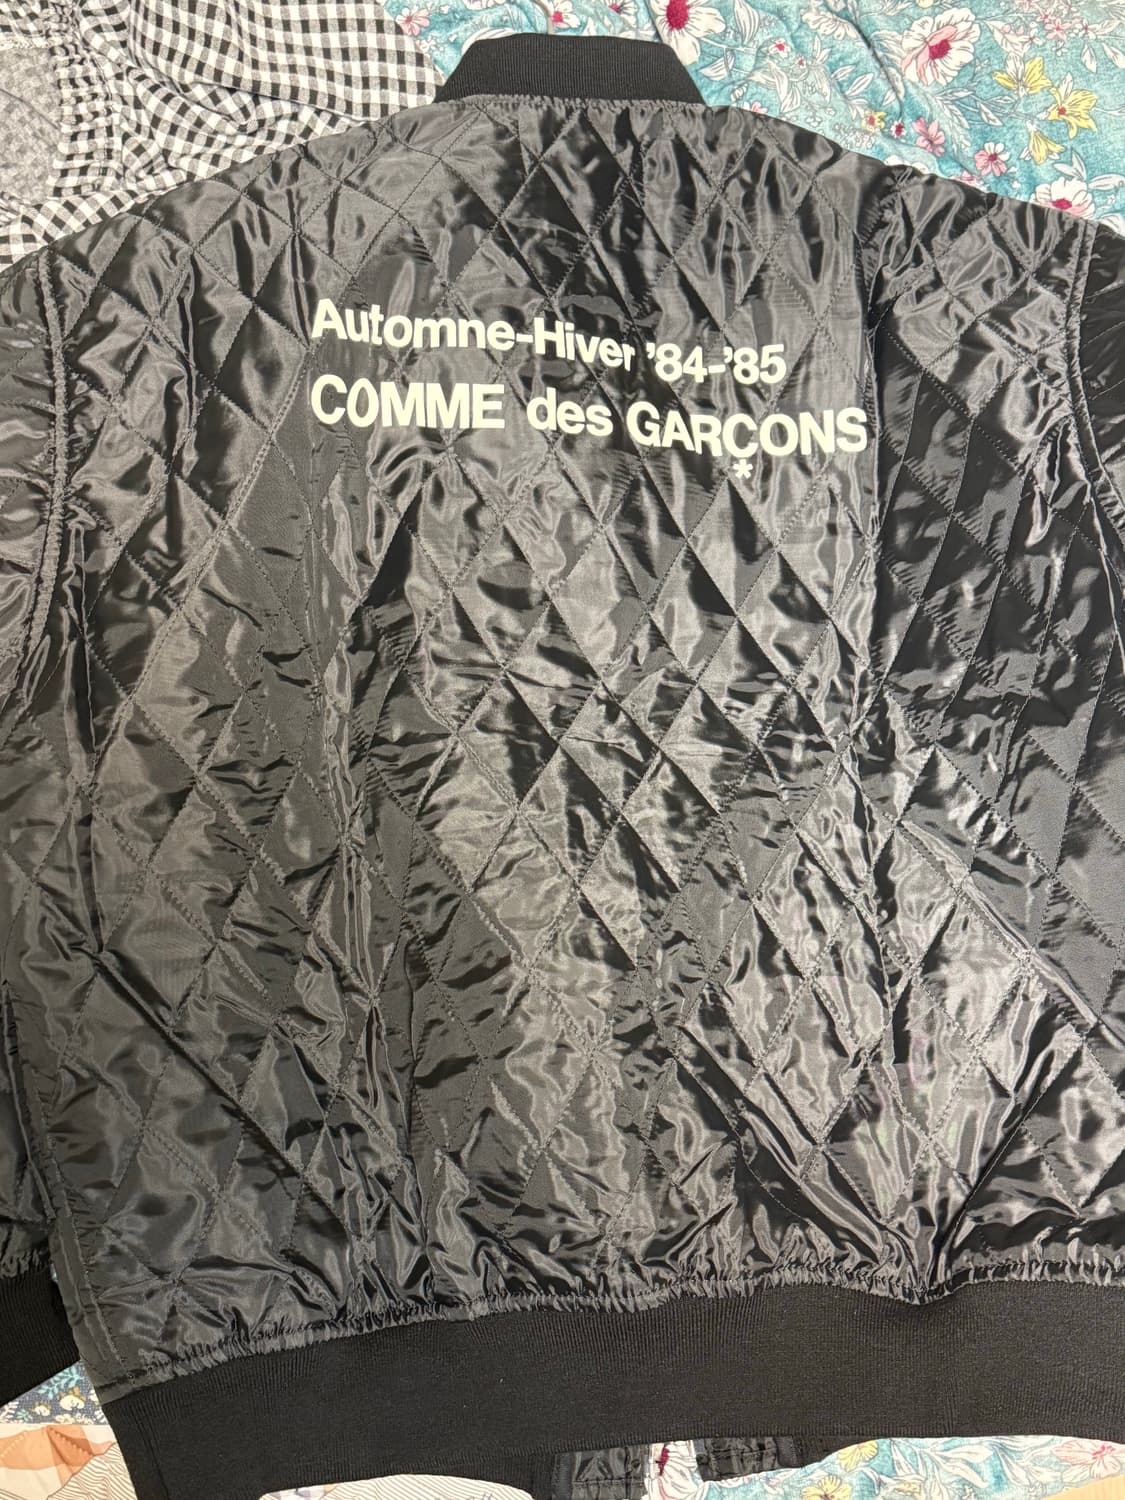 Automne-Hiver '84-'85
COMME des GARÇONS
*